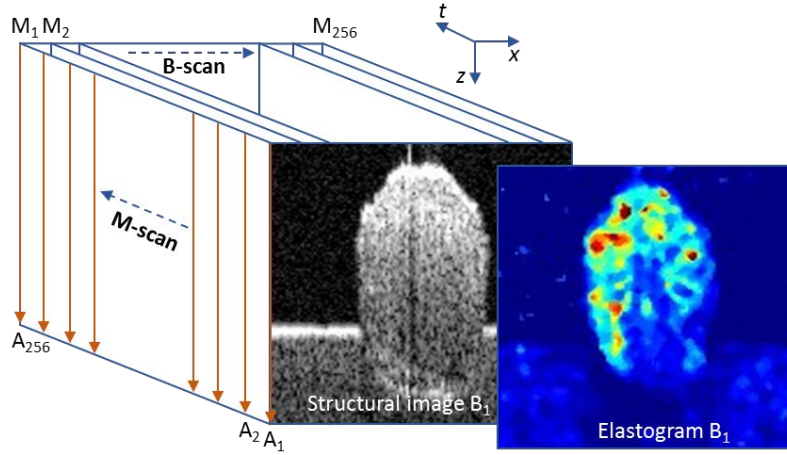 M₁ M₂
M₂₅₆
t
x
z
B-scan
M-scan
A₂₅₆
A₂ A₁
Structural image B₁
Elastogram B₁